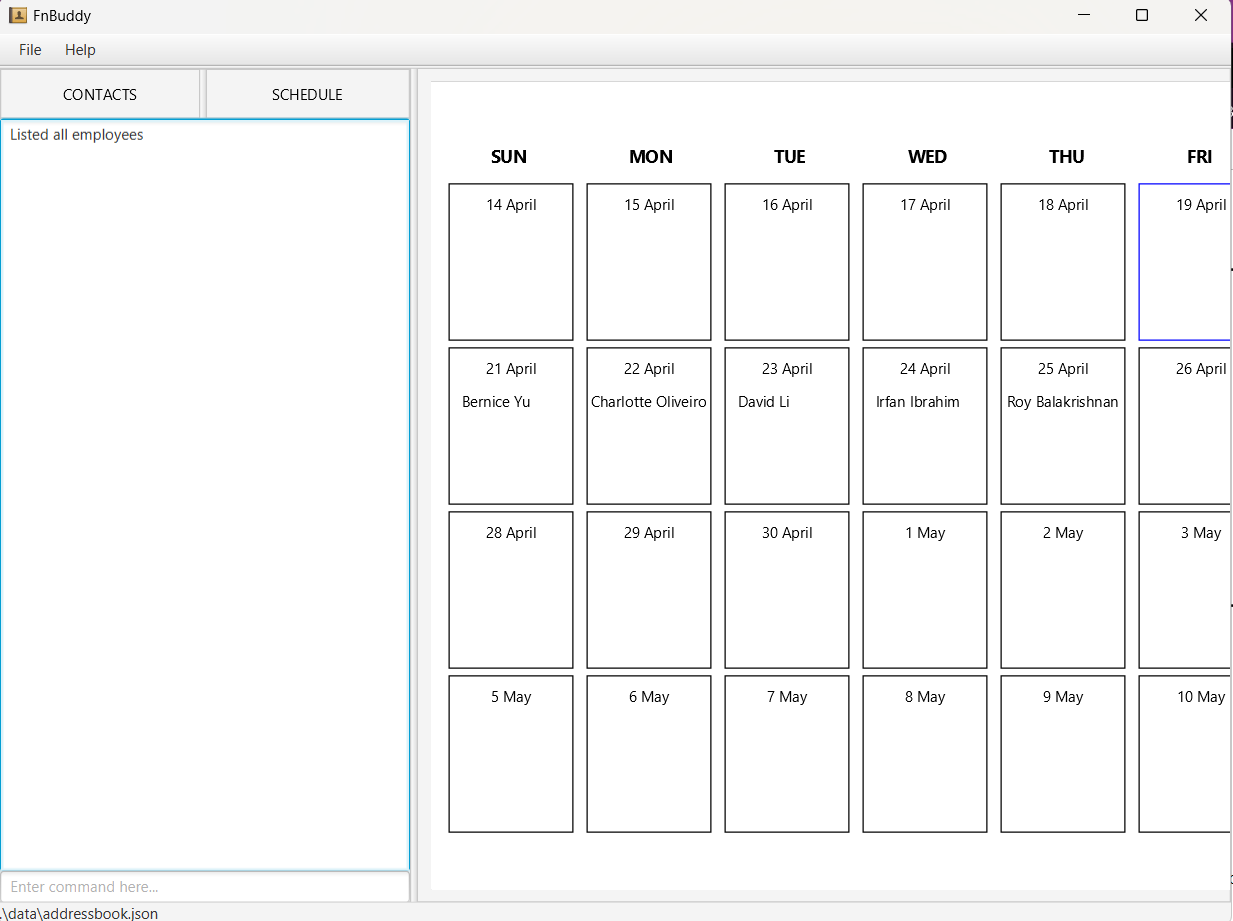 FnBuddy
File Help
CONTACTS SCHEDULE
Listed all employees
SUN MON TUE WED THU FRI
14 April 15 April 16 April 17 April 18 April 19 April
21 April 22 April 23 April 24 April 25 April 26 April
Bernice Yu Charlotte Oliveiro David Li Irfan Ibrahim Roy Balakrishnan
28 April 29 April 30 April 1 May 2 May 3 May
5 May 6 May 7 May 8 May 9 May 10 May
Enter command here...
.\data\addressbook.json